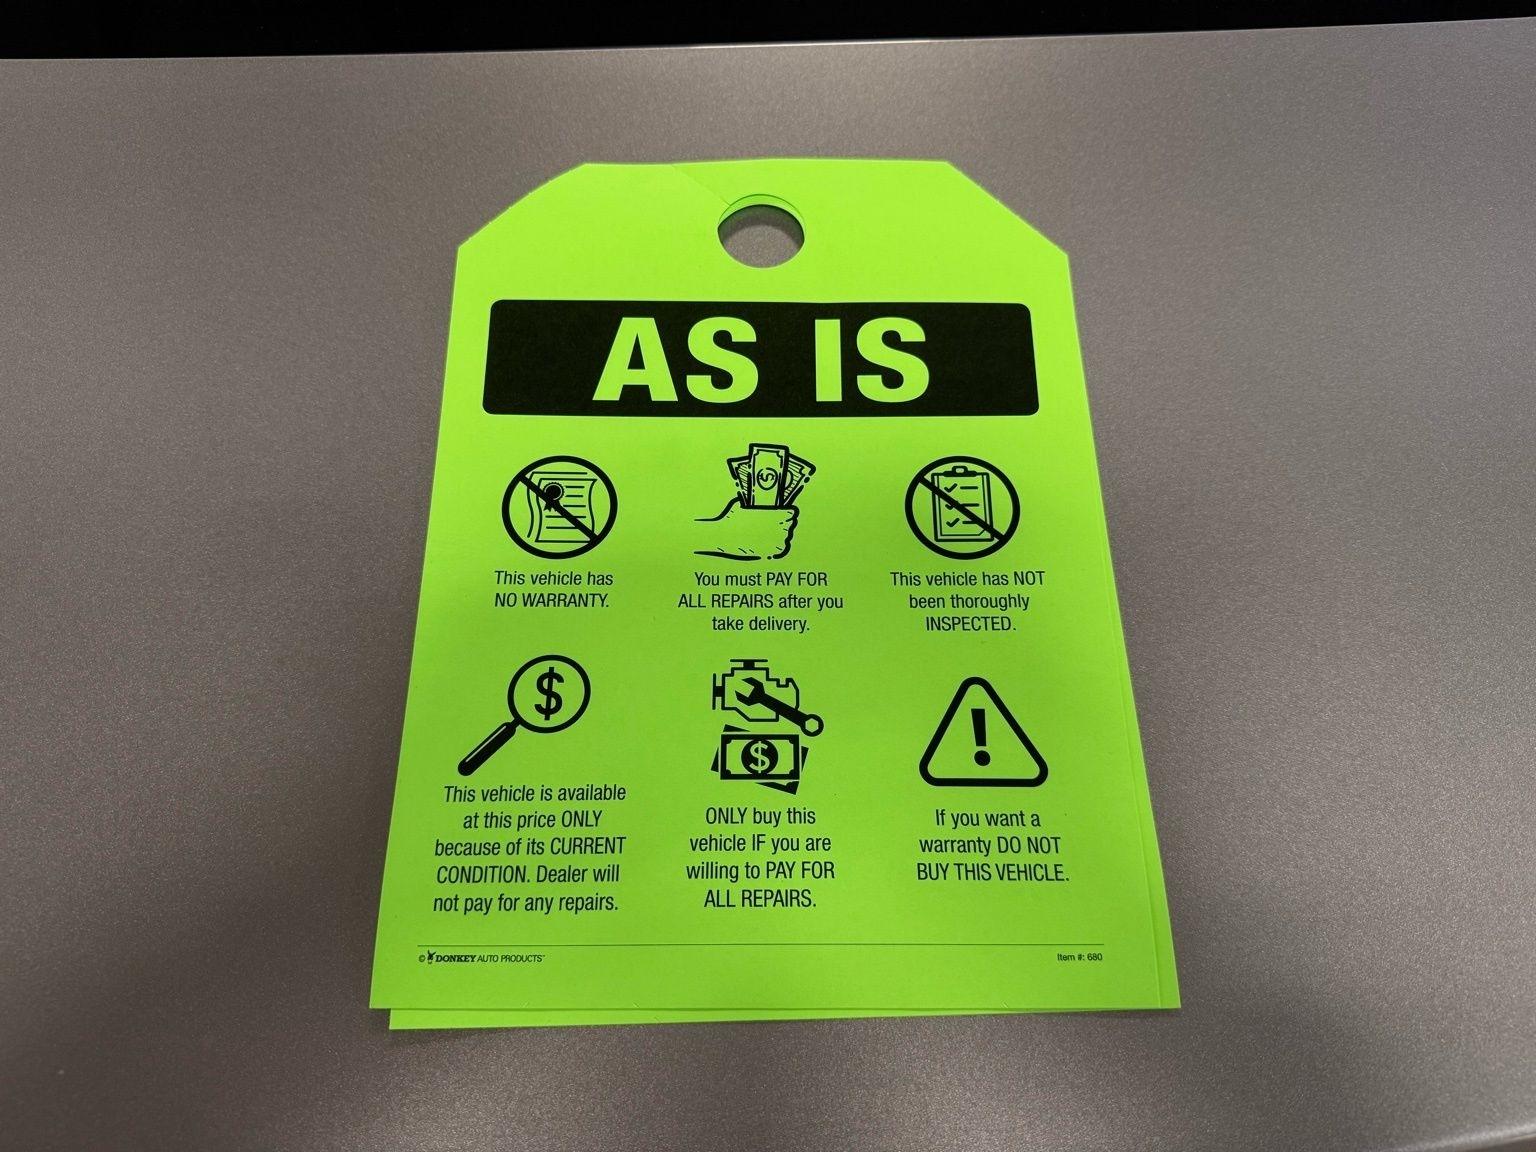 AS IS
This vehicle has
NO WARRANTY.
You must PAY FOR
ALL REPAIRS after you
take delivery.
This vehicle has NOT
been thoroughly
INSPECTED.
$
This vehicle is available
at this price ONLY
because of its CURRENT
CONDITION. Dealer will
not pay for any repairs.
$
ONLY buy this
vehicle IF you are
willing to PAY FOR
ALL REPAIRS.
!
If you want a
warranty DO NOT
BUY THIS VEHICLE.
© DONKEY AUTO PRODUCTS™
Item #: 680